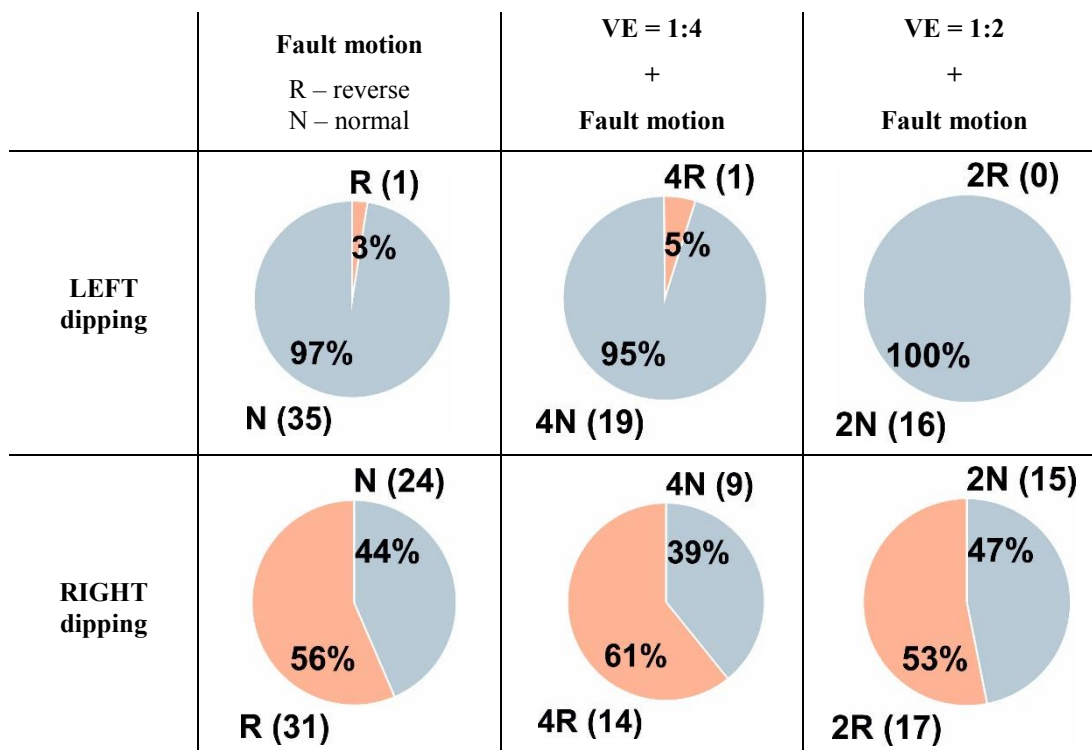 Fault motion
R – reverse
N – normal
VE = 1:4
+
Fault motion
VE = 1:2
+
Fault motion
LEFT
dipping
R (1)
3%
97%
N (35)
4R (1)
5%
95%
4N (19)
2R (0)
100%
2N (16)
RIGHT
dipping
N (24)
44%
56%
R (31)
4N (9)
39%
61%
4R (14)
2N (15)
47%
53%
2R (17)